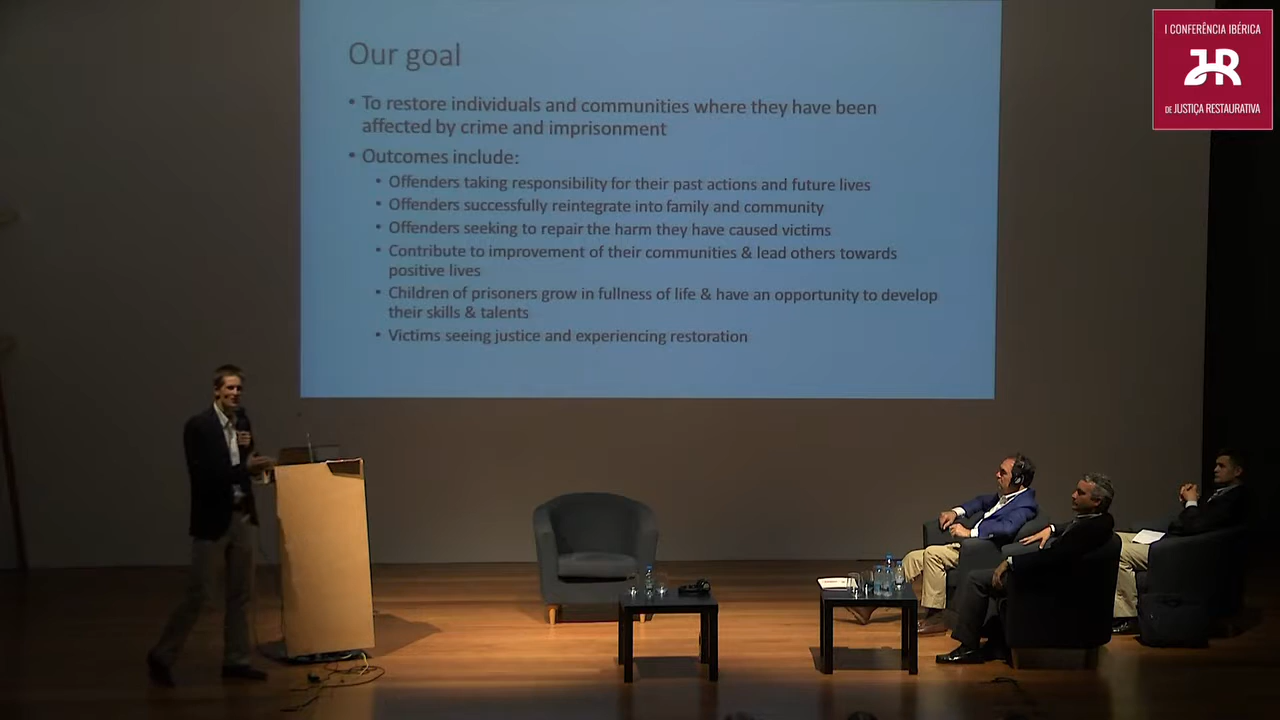 Our goal
• To restore individuals and communities where they have been
affected by crime and imprisonment
• Outcomes include:
• Offenders taking responsibility for their past actions and future lives
• Offenders successfully reintegrate into family and community
• Offenders seeking to repair the harm they have caused victims
• Contribute to improvement of their communities & lead others towards
positive lives
• Children of prisoners grow in fullness of life & have an opportunity to develop
their skills & talents
• Victims seeing justice and experiencing restoration
I CONFERÊNCIA IBÉRICA
JR
DE JUSTIÇA RESTAURATIVA